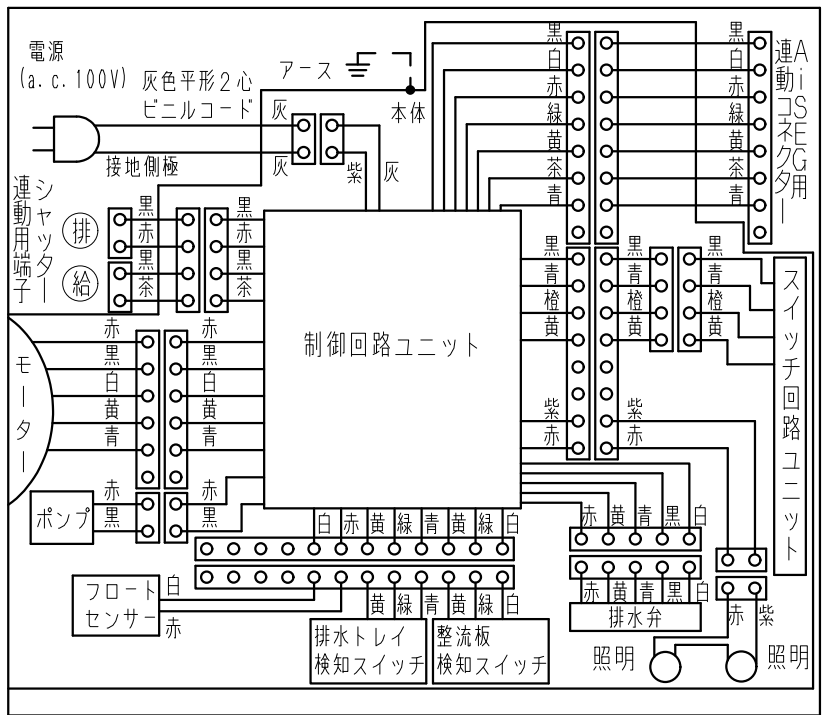 電源
(a.c.100V)
灰色平形2心
ビニルコード
アース
本体
接地側極
灰
灰
紫
灰
黒
白
赤
緑
黄
茶
青
黒
白
赤
緑
黄
茶
青
AiSEG用
連動コネクター
シャッター
連動用端子
排
給
黒
赤
黒
茶
黒
赤
黒
茶
制御回路ユニット
黒
青
橙
黄
紫
赤
黒
青
橙
黄
紫
赤
黒
青
橙
黄
スイッチ回路ユニット
モーター
赤
黒
白
黄
青
赤
黒
白
黄
青
ポンプ
赤
黒
赤
黒
白
赤
黄
緑
青
黄
緑
白
フロート
センサー
白
赤
黄
緑
青
黄
緑
白
排水トレイ
検知スイッチ
整流板
検知スイッチ
赤
黄
青
黒
白
赤
黄
青
黒
白
排水弁
赤
紫
照明
照明